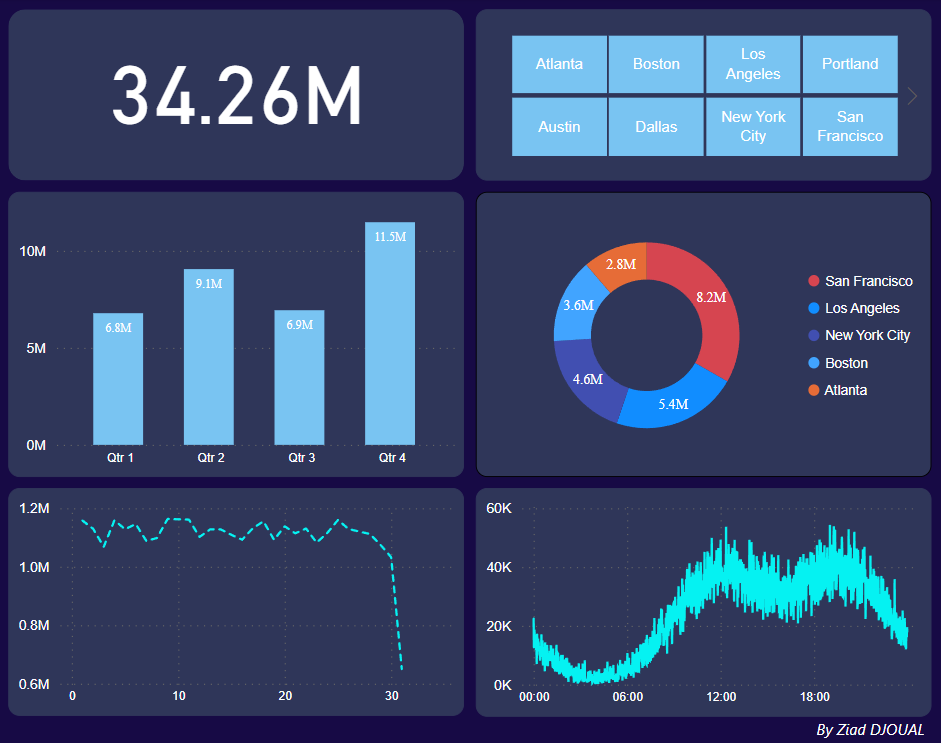 34.26M
Atlanta
Boston
Los
Angeles
Portland
Austin
Dallas
New York
City
San
Francisco
10M
5M
0M
6.8M
9.1M
6.9M
11.5M
Qtr 1
Qtr 2
Qtr 3
Qtr 4
8.2M
5.4M
4.6M
3.6M
2.8M
San Francisco
Los Angeles
New York City
Boston
Atlanta
1.2M
1.0M
0.8M
0.6M
0
10
20
30
60K
40K
20K
0K
00:00
06:00
12:00
18:00
By Ziad DJOUAL